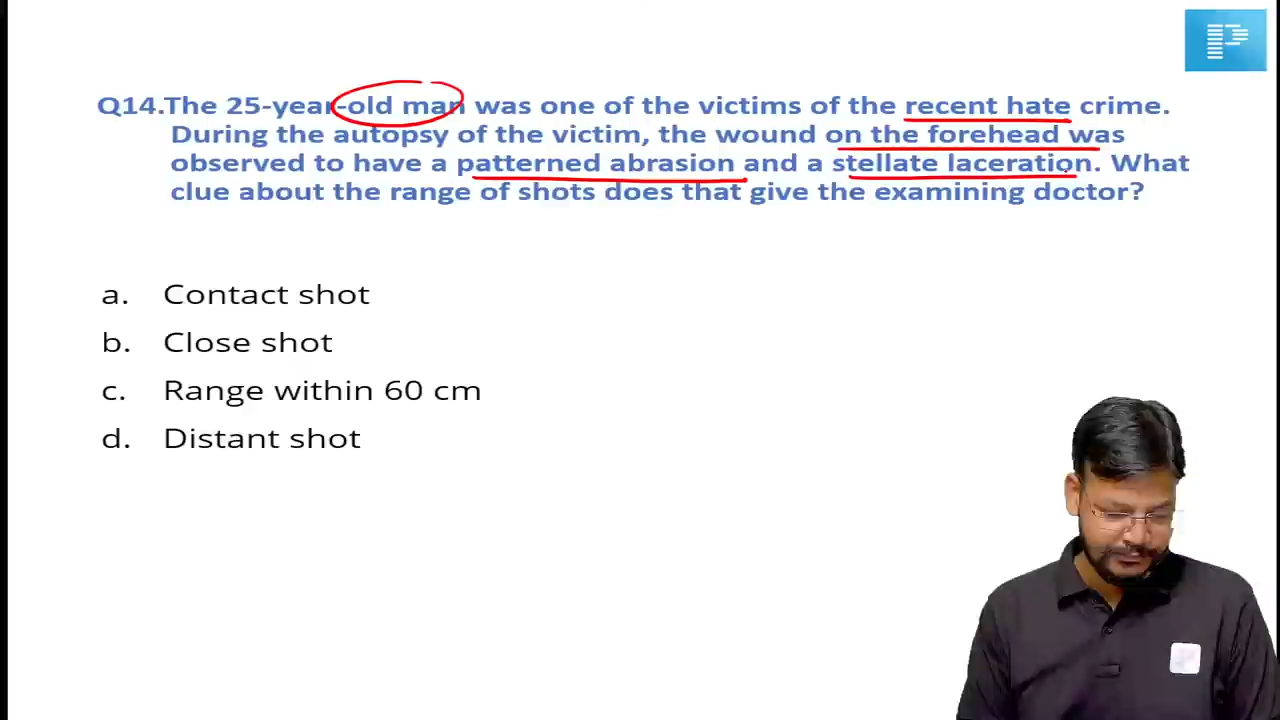 Q14.The 25-year-old man was one of the victims of the recent hate crime.
During the autopsy of the victim, the wound on the forehead was
observed to have a patterned abrasion and a stellate laceration. What
clue about the range of shots does that give the examining doctor?
a. Contact shot
b. Close shot
c. Range within 60 cm
d. Distant shot